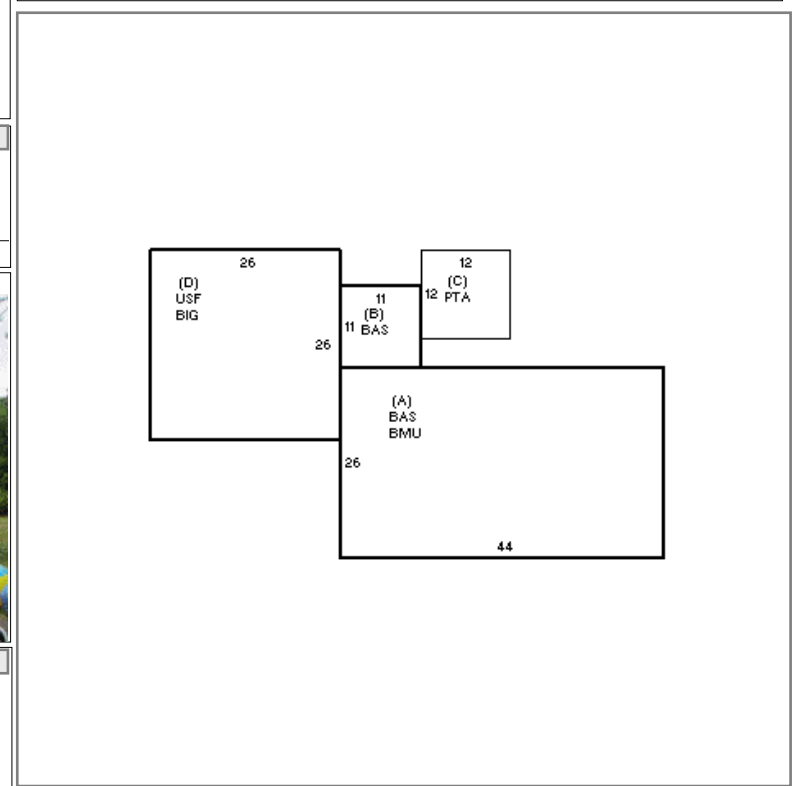 26
(D)
USF
BIG
26
11
(B)
11 BAS
12
(C)
12 PTA
(A)
BAS
BMU
26
44